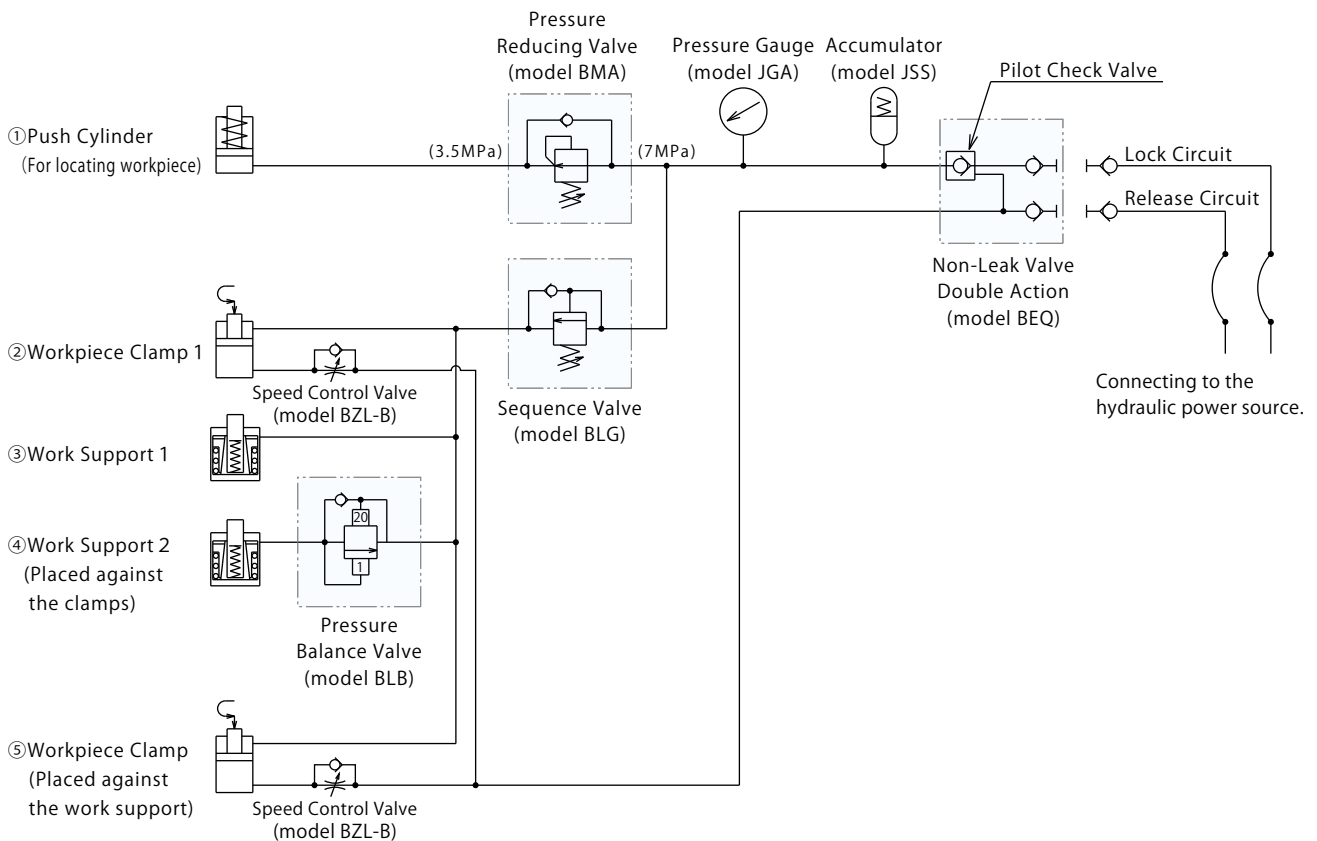 Pressure
Reducing Valve
(model BMA)
Pressure Gauge
(model JGA)
Accumulator
(model JSS)
Pilot Check Valve
①Push Cylinder
(For locating workpiece)
(3.5MPa)
(7MPa)
Lock Circuit
Release Circuit
Non-Leak Valve
Double Action
(model BEQ)
Connecting to the
hydraulic power source.
②Workpiece Clamp 1
Speed Control Valve
(model BZL-B)
Sequence Valve
(model BLG)
③Work Support 1
④Work Support 2
(Placed against
the clamps)
20
1
Pressure
Balance Valve
(model BLB)
⑤Workpiece Clamp
(Placed against
the work support)
Speed Control Valve
(model BZL-B)